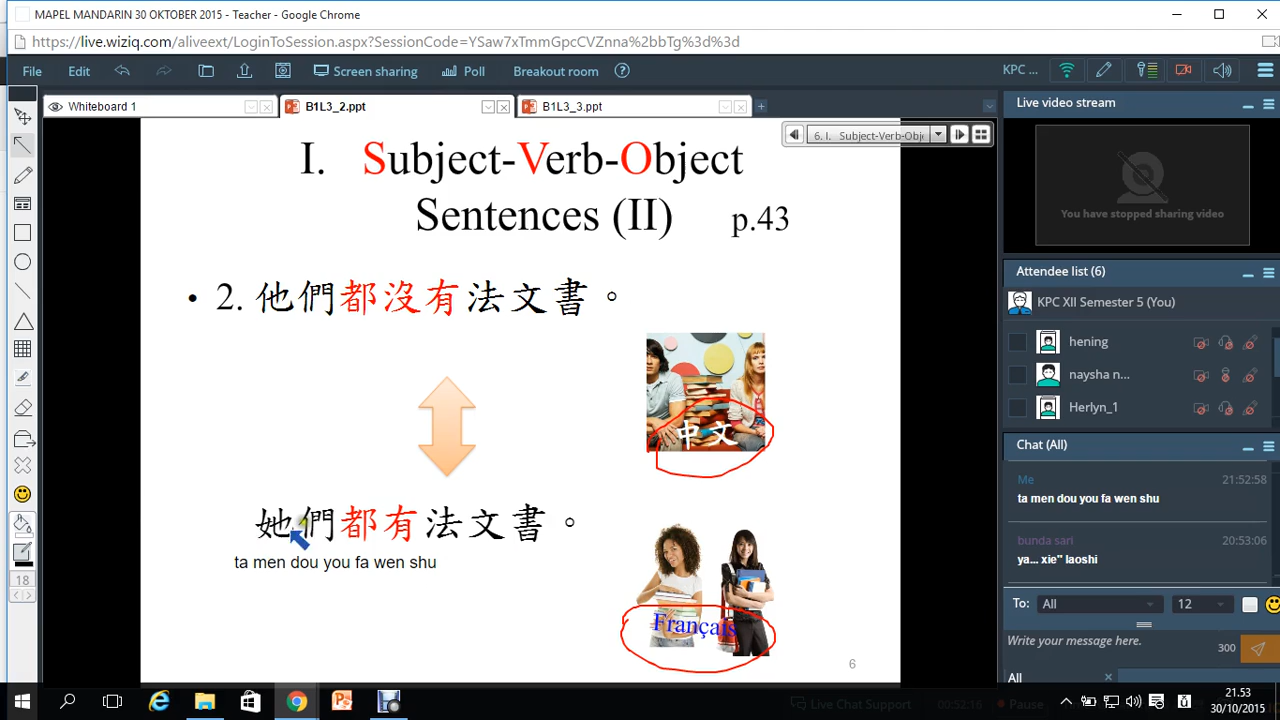 MAPEL MANDARIN 30 OKTOBER 2015 - Teacher - Google Chrome
https://live.wiziq.com/aliveext/LoginToSession.aspx?SessionCode=YSaw7xTmmGpcCVZnna%2bbTg%3d%3d
File Edit Screen sharing Poll Breakout room KPC ...
Whiteboard 1 B1L3_2.ppt B1L3_3.ppt
6. I. Subject-Verb-Obj
I. Subject-Verb-Object
Sentences (II) p.43
• 2. 他們都沒有法文書。
中文
她們都有法文書。
ta men dou you fa wen shu
Français
6
18
Live video stream
You have stopped sharing video
Attendee list (6)
KPC XII Semester 5 (You)
hening
naysha n...
Herlyn_1
Chat (All)
Me 21:52:58
ta men dou you fa wen shu
bunda sari 20:53:06
ya... xie" laoshi
To: All 12
Write your message here. 300
All
Live Chat Support 00:52:16 Pause
21.53
30/10/2015